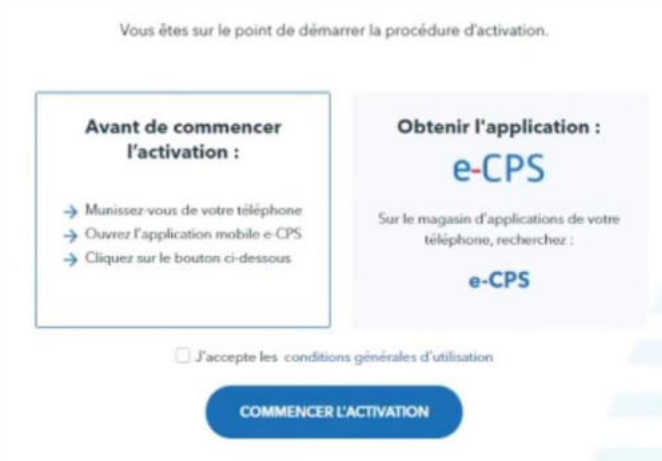 Vous êtes sur le point de démarrer la procédure d'activation.
Avant de commencer
l'activation :
→ Munissez-vous de votre téléphone
→ Ouvrez l'application mobile e-CPS
→ Cliquez sur le bouton ci-dessous
Obtenir l'application :
e-CPS
Sur le magasin d'applications de votre
téléphone, recherchez :
e-CPS
J'accepte les conditions générales d'utilisation
COMMENCER L'ACTIVATION